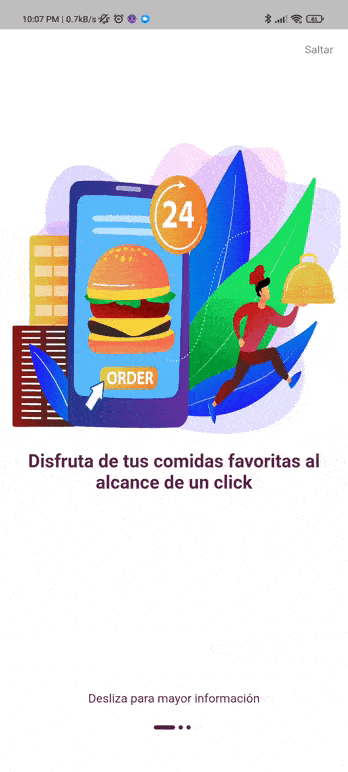 10:07 PM | 0.7kB/s
61
Saltar
24
ORDER
Disfruta de tus comidas favoritas al
alcance de un click
Desliza para mayor información